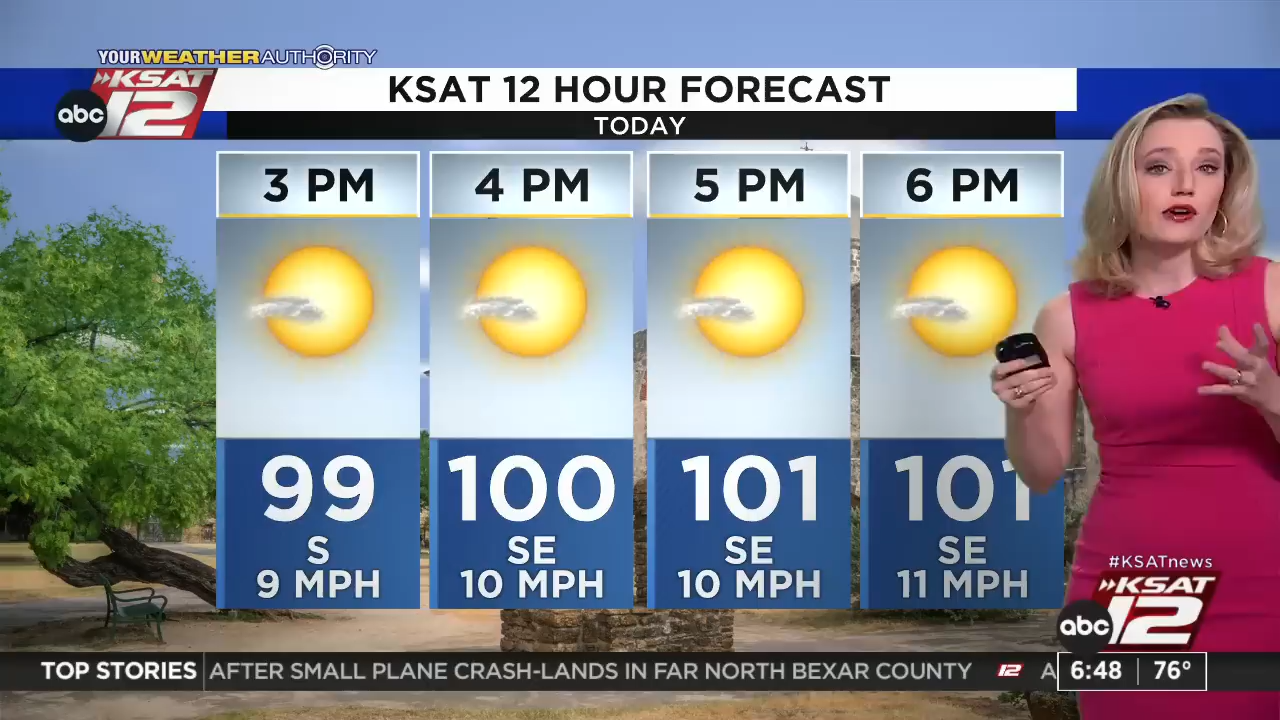 YOUR WEATHER AUTHORITY
KSAT
12
abc
KSAT 12 HOUR FORECAST
TODAY
3 PM
4 PM
5 PM
6 PM
99
100
101
101
S
SE
SE
SE
9 MPH
10 MPH
10 MPH
11 MPH
#KSATnews
KSAT
12
abc
TOP STORIES
AFTER SMALL PLANE CRASH-LANDS IN FAR NORTH BEXAR COUNTY 12 A
6:48 76°